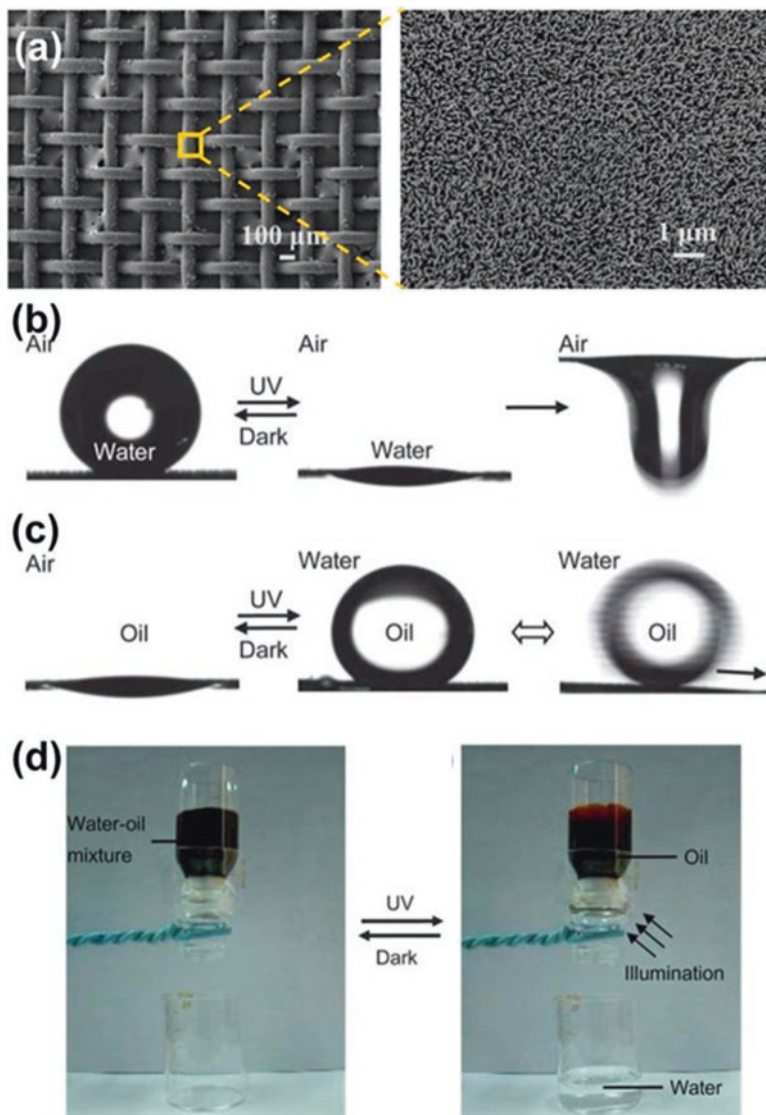 (a)
100 μm
1 μm
(b)
Air
Water
UV
Dark
Air
Water
Air
(c)
Air
Oil
UV
Dark
Water
Oil
Water
Oil
(d)
Water-oil
mixture
UV
Dark
Oil
Illumination
Water